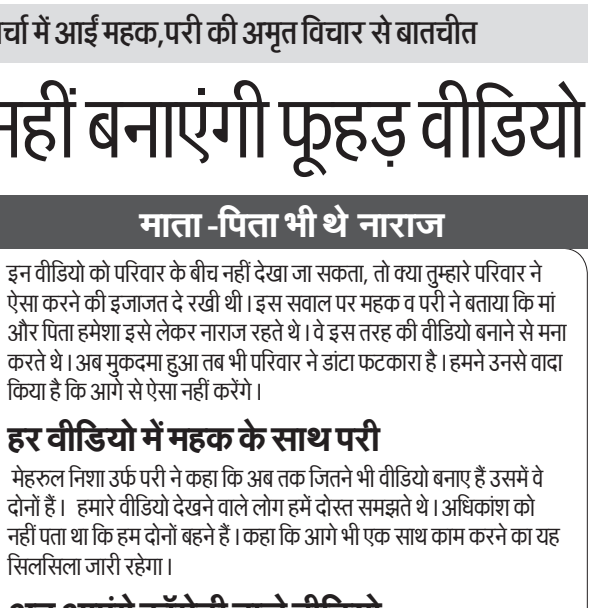 में आईं महक,परी की अमृत विचार से बातचीत
बनाएंगी फूहड़ वीडियो
माता -पिता भी थे नाराज
इन वीडियो को परिवार के बीच नहीं देखा जा सकता, तो क्या तुम्हारे परिवार ने
ऐसा करने की इजाजत दे रखी थी। इस सवाल पर महक व परी ने बताया कि मां
और पिता हमेशा इसे लेकर नाराज रहते थे। वे इस तरह की वीडियो बनाने से मना
करते थे। अब मुकदमा हुआ तब भी परिवार ने डांटा फटकारा है। हमने उनसे वादा
किया है कि आगे से ऐसा नहीं करेंगे।
हर वीडियो में महक के साथ परी
मेहरुल निशा उर्फ परी ने कहा कि अब तक जितने भी वीडियो बनाए हैं उसमें वे
दोनों हैं। हमारे वीडियो देखने वाले लोग हमें दोस्त समझते थे। अधिकांश को
नहीं पता था कि हम दोनों बहने हैं। कहा कि आगे भी एक साथ काम करने का यह
सिलसिला जारी रहेगा।